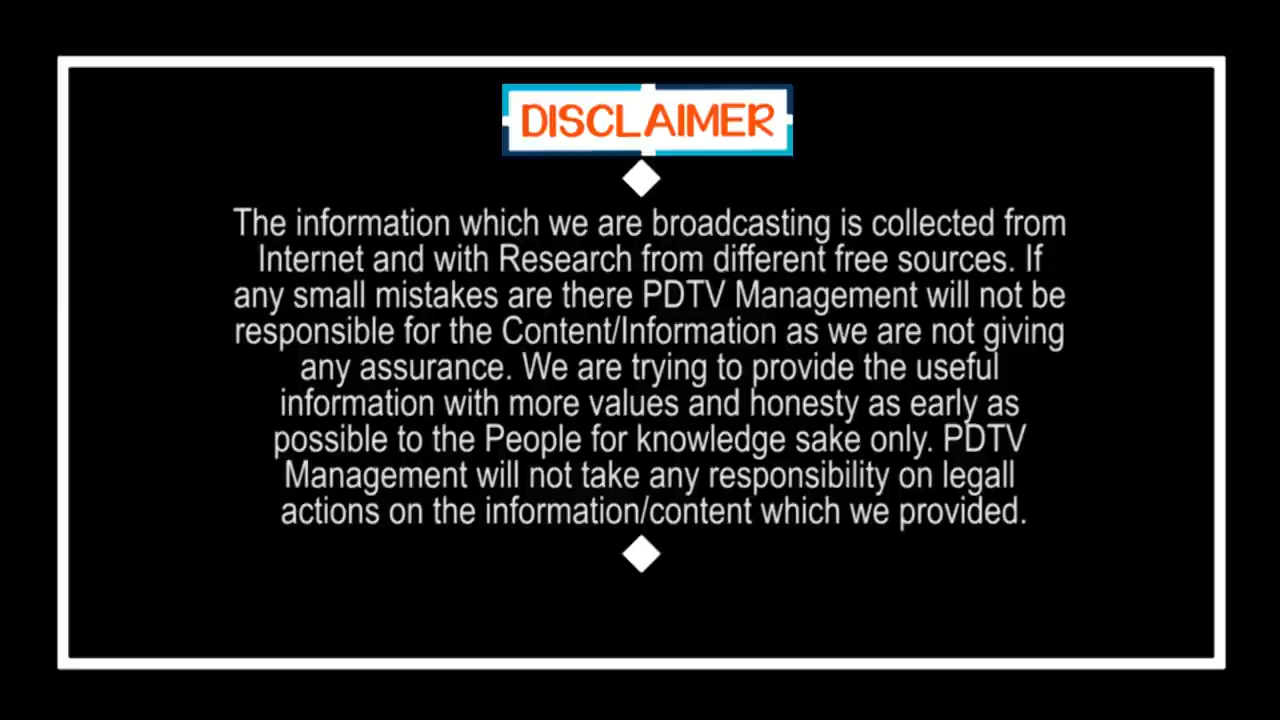 DISCLAIMER
The information which we are broadcasting is collected from
Internet and with Research from different free sources. If
any small mistakes are there PDTV Management will not be
responsible for the Content/Information as we are not giving
any assurance. We are trying to provide the useful
information with more values and honesty as early as
possible to the People for knowledge sake only. PDTV
Management will not take any responsibility on legall
actions on the information/content which we provided.